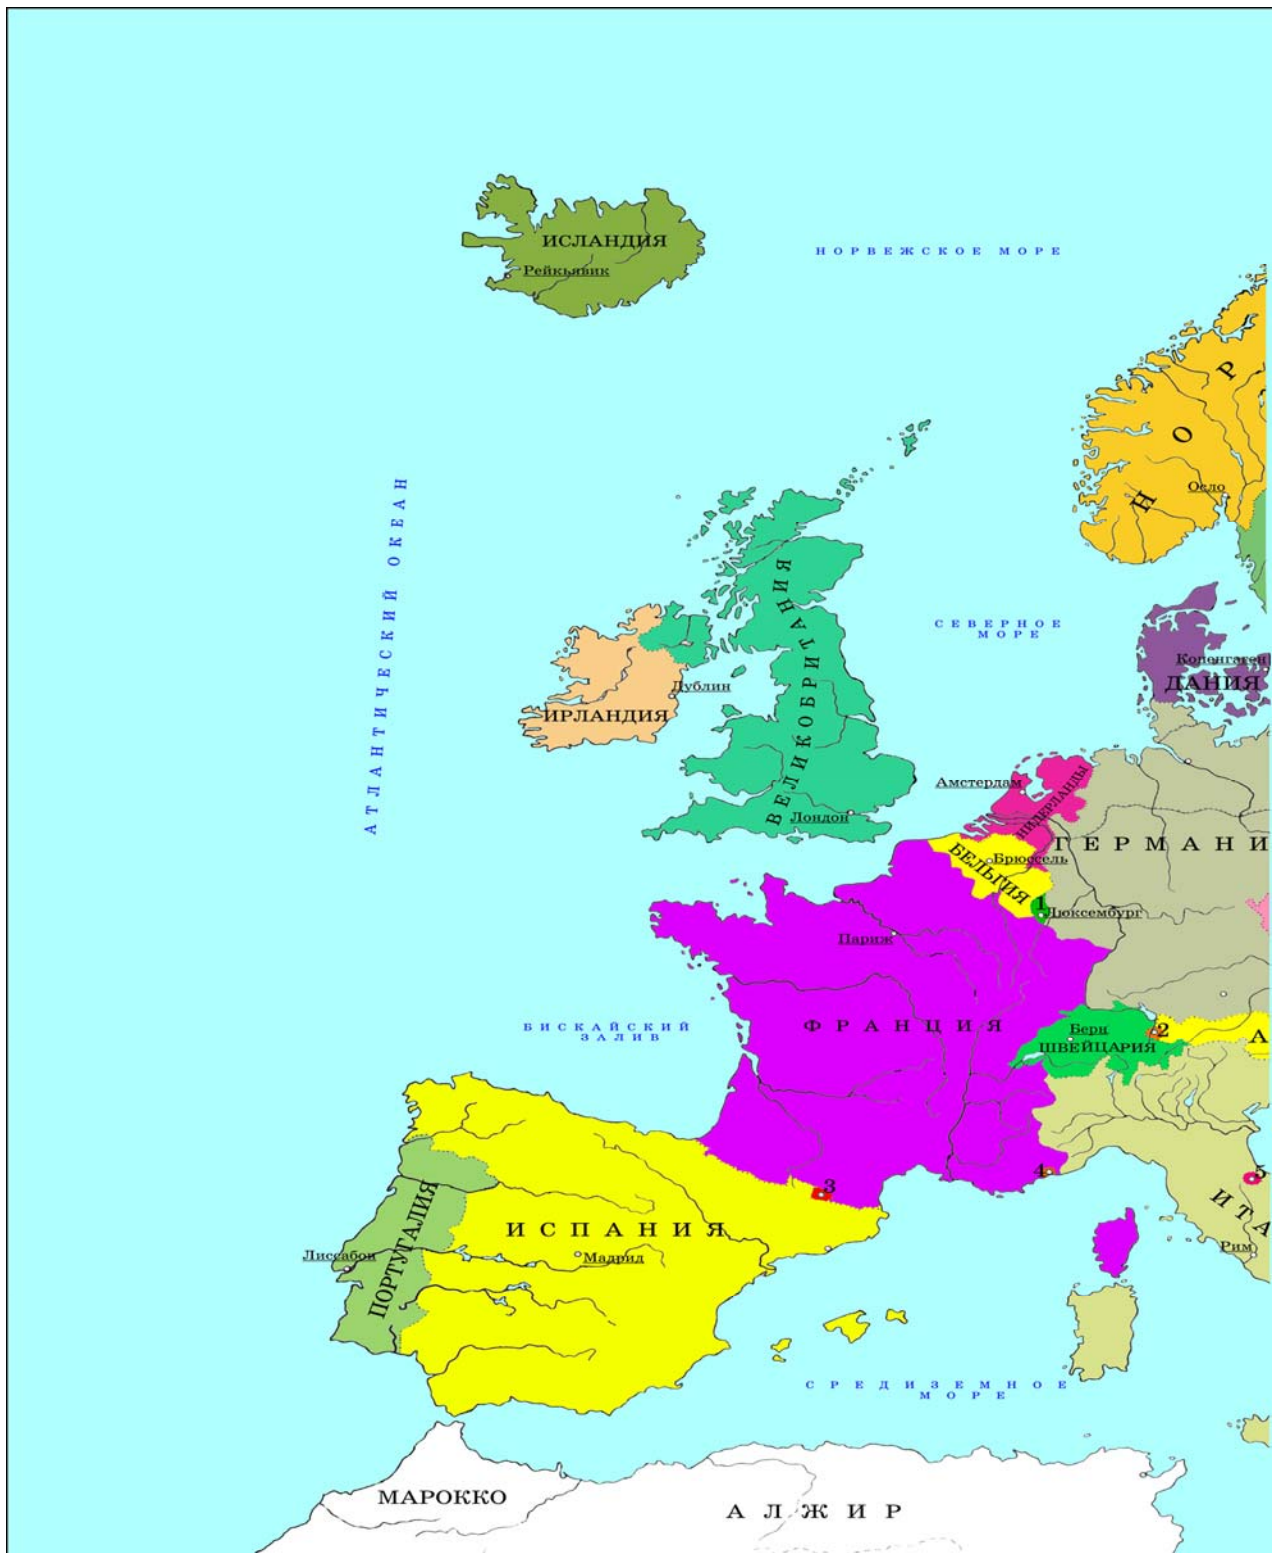 ИСЛАНДИЯ
Рейкьявик
НОРВЕЖСКОЕ МОРЕ
Н О Р
Осло
АТЛАНТИЧЕСКИЙ ОКЕАН
СЕВЕРНОЕ
МОРЕ
Копенгаген
ДАНИЯ
Дублин
ИРЛАНДИЯ
ВЕЛИКОБРИТАНИЯ
Лондон
Амстердам
НИДЕРЛАНДЫ
ГЕРМАНИ
БЕЛЬГИЯ
Брюссель
1
Люксембург
Париж
БИСКАЙСКИЙ
ЗАЛИВ
ФРАНЦИЯ
Берн
ШВЕЙЦАРИЯ
2
А
3
4
5
ИТА
Рим
ПОРТУГАЛИЯ
Лиссабон
ИСПАНИЯ
Мадрид
СРЕДИЗЕМНОЕ
МОРЕ
МАРОККО
АЛЖИР